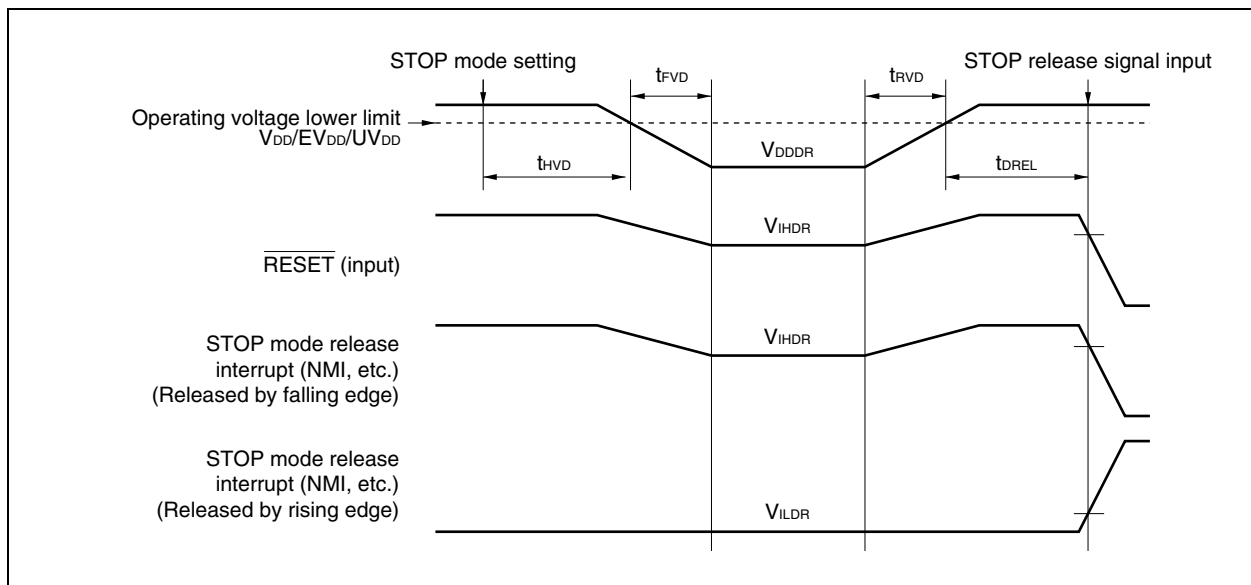 STOP mode setting
STOP release signal input
tFVD
tRVD
Operating voltage lower limit
VDD/EVDD/UVDD
VDDDR
tHVD
tDREL
VIHDR
RESET (input)
VIHDR
STOP mode release
interrupt (NMI, etc.)
(Released by falling edge)
STOP mode release
interrupt (NMI, etc.)
(Released by rising edge)
VILDR